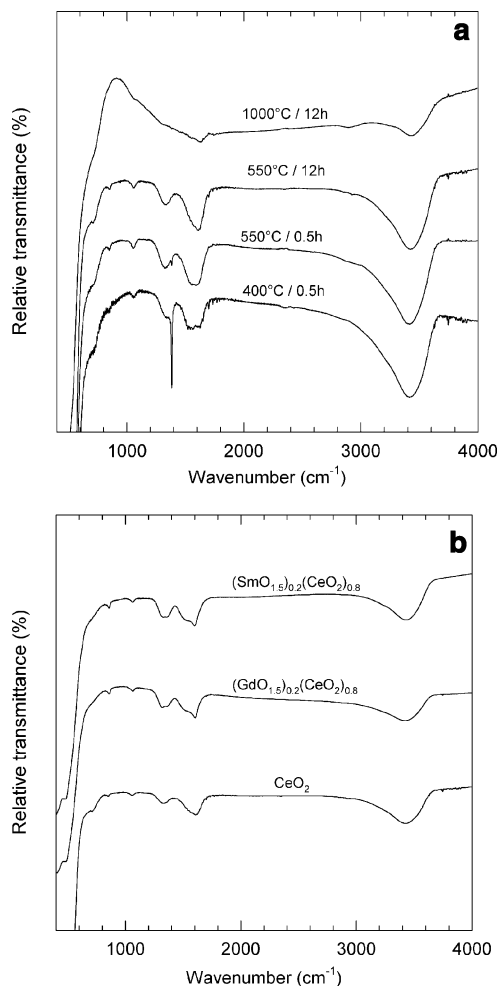 a
Relative transmittance (%)
1000°C / 12h
550°C / 12h
550°C / 0.5h
400°C / 0.5h
1000 2000 3000 4000
Wavenumber (cm⁻¹)
b
Relative transmittance (%)
(SmO₁.₅)₀.₂(CeO₂)₀.₈
(GdO₁.₅)₀.₂(CeO₂)₀.₈
CeO₂
1000 2000 3000 4000
Wavenumber (cm⁻¹)